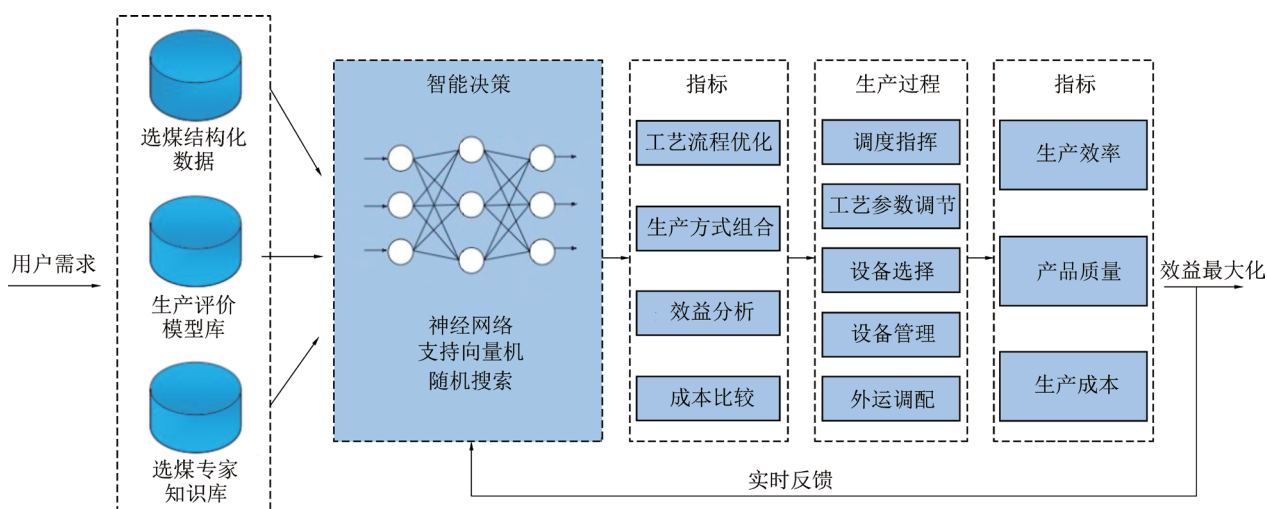 用户需求
选煤结构化
数据
生产评价
模型库
选煤专家
知识库
智能决策
神经网络
支持向量机
随机搜索
指标
工艺流程优化
生产方式组合
效益分析
成本比较
生产过程
调度指挥
工艺参数调节
设备选择
设备管理
外运调配
指标
生产效率
产品质量
生产成本
效益最大化
实时反馈